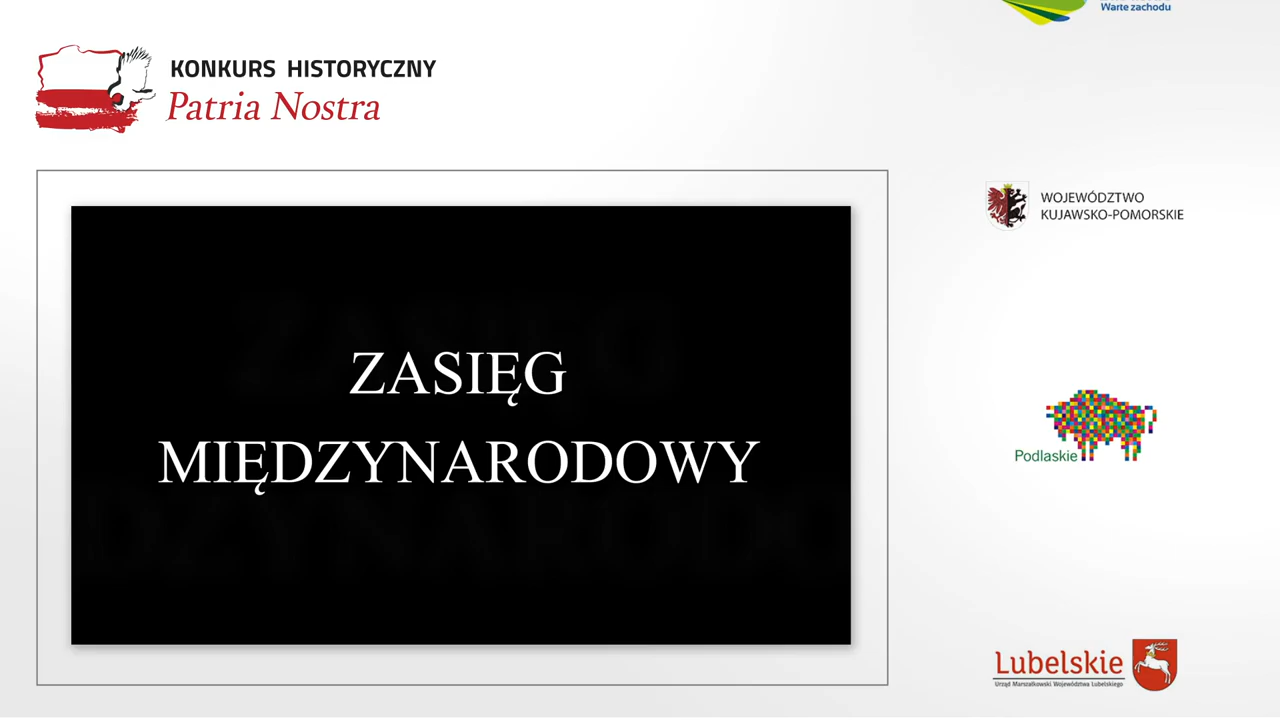 Warte zachodu
KONKURS HISTORYCZNY
Patria Nostra
WOJEWÓDZTWO
KUJAWSKO-POMORSKIE
ZASIĘG
MIĘDZYNARODOWY
Podlaskie
Lubelskie
Urząd Marszałkowski Województwa Lubelskiego